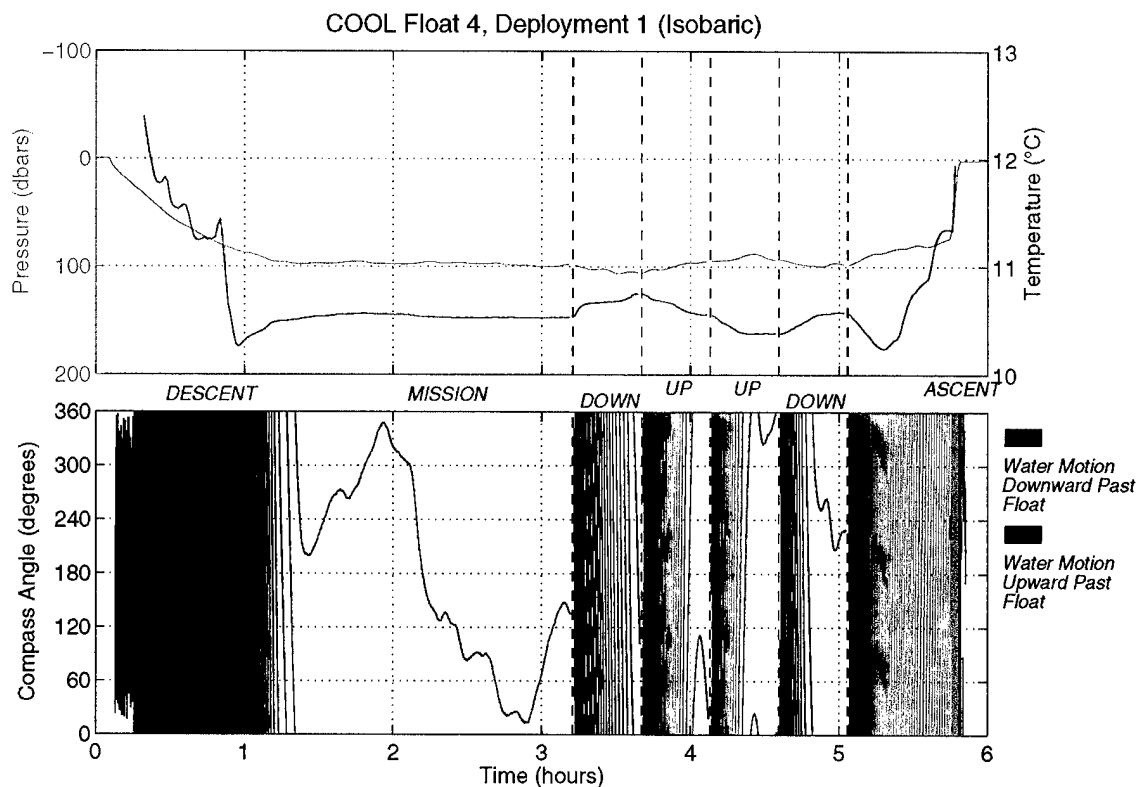 COOL Float 4, Deployment 1 (Isobaric)
-100
0
100
200
Pressure (dbars)
13
12
11
10
Temperature (°C)
DESCENT
MISSION
DOWN
UP
UP
DOWN
ASCENT
360
300
240
180
120
60
0
Compass Angle (degrees)
Water Motion
Downward Past
Float
Water Motion
Upward Past
Float
0
1
2
3
4
5
6
Time (hours)